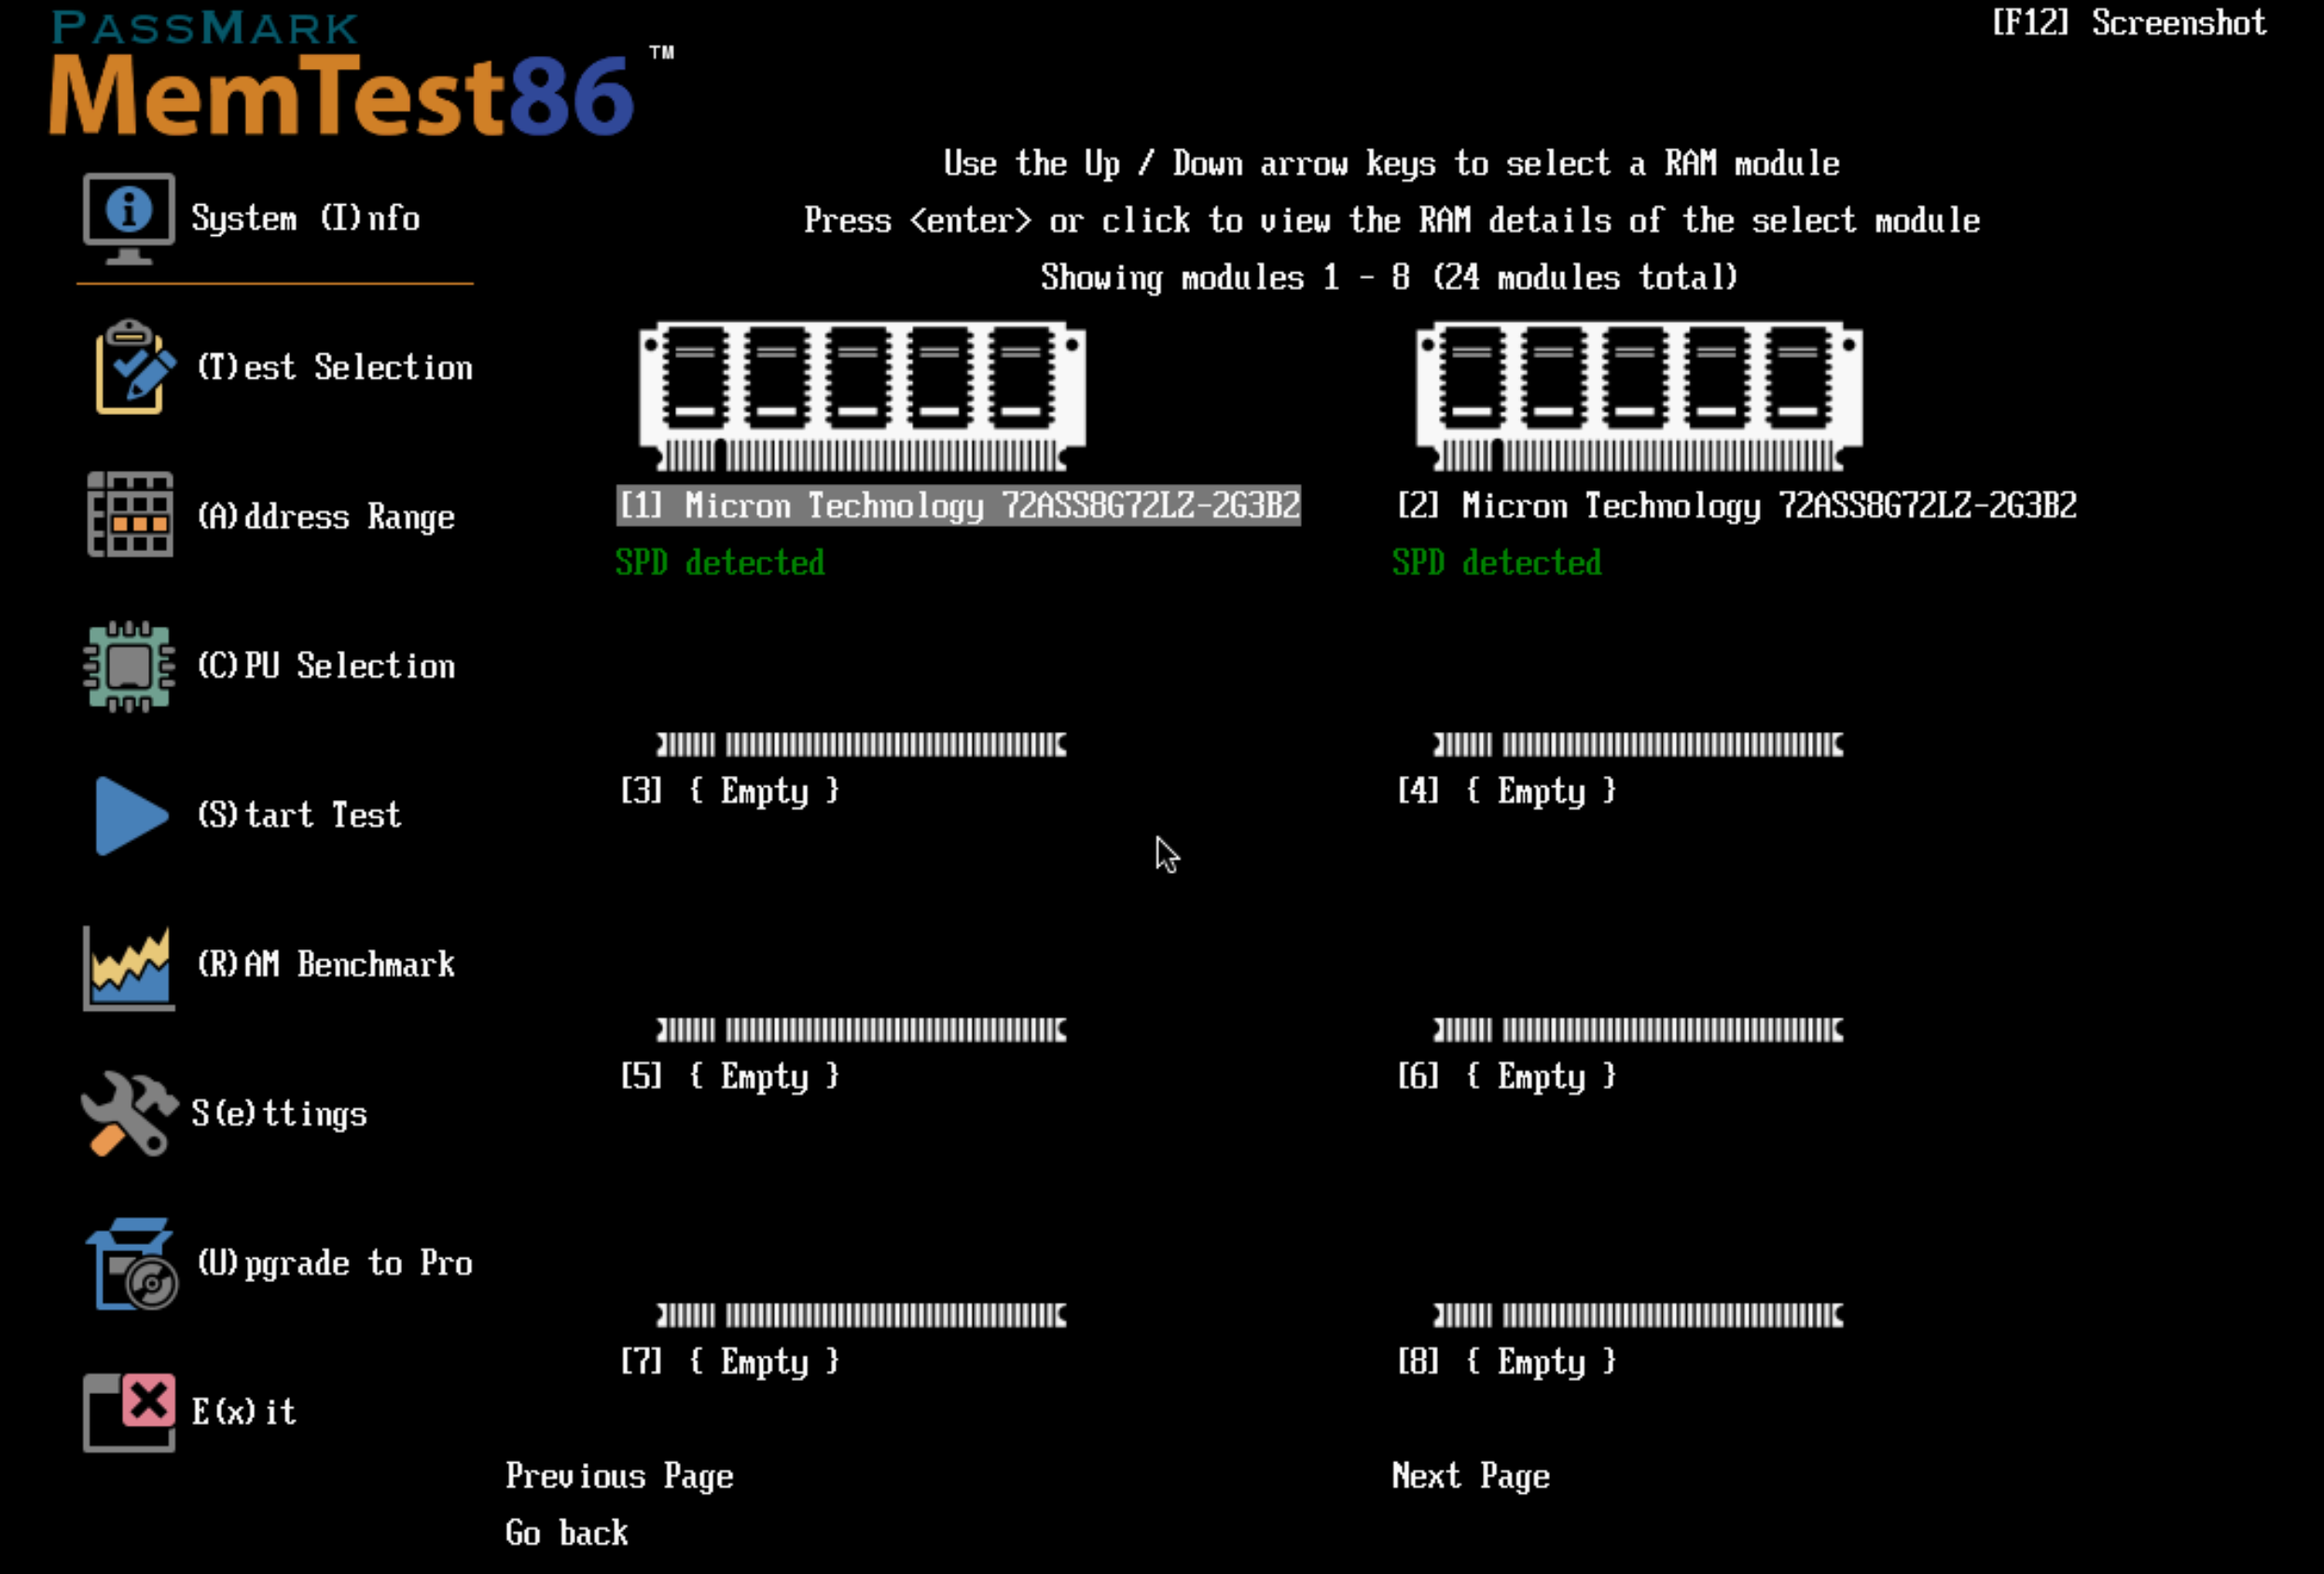 PASSMARK
MemTest86™
[F12] Screenshot
Use the Up / Down arrow keys to select a RAM module
Press <enter> or click to view the RAM details of the select module
Showing modules 1 - 8 (24 modules total)
System (I)nfo
(T)est Selection
(A)ddress Range
(C)PU Selection
(S)tart Test
(R)AM Benchmark
S(e)ttings
(U)pgrade to Pro
E(x)it
[1] Micron Technology 72ASS8G72LZ-2G3B2
SPD detected
[2] Micron Technology 72ASS8G72LZ-2G3B2
SPD detected
[3] { Empty }
[4] { Empty }
[5] { Empty }
[6] { Empty }
[7] { Empty }
[8] { Empty }
Previous Page
Next Page
Go back